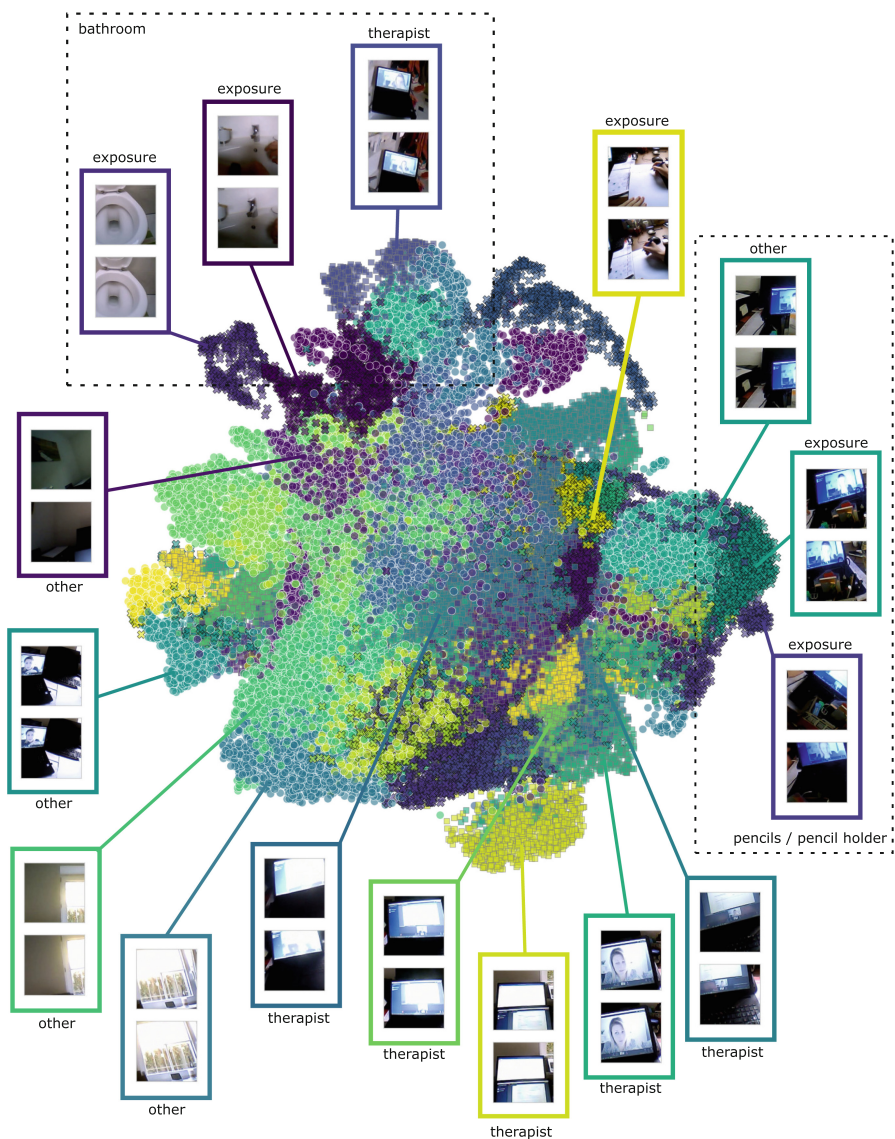 bathroom
therapist
exposure
exposure
exposure
other
exposure
other
exposure
other
pencils / pencil holder
other
therapist
other
therapist
therapist
therapist
therapist